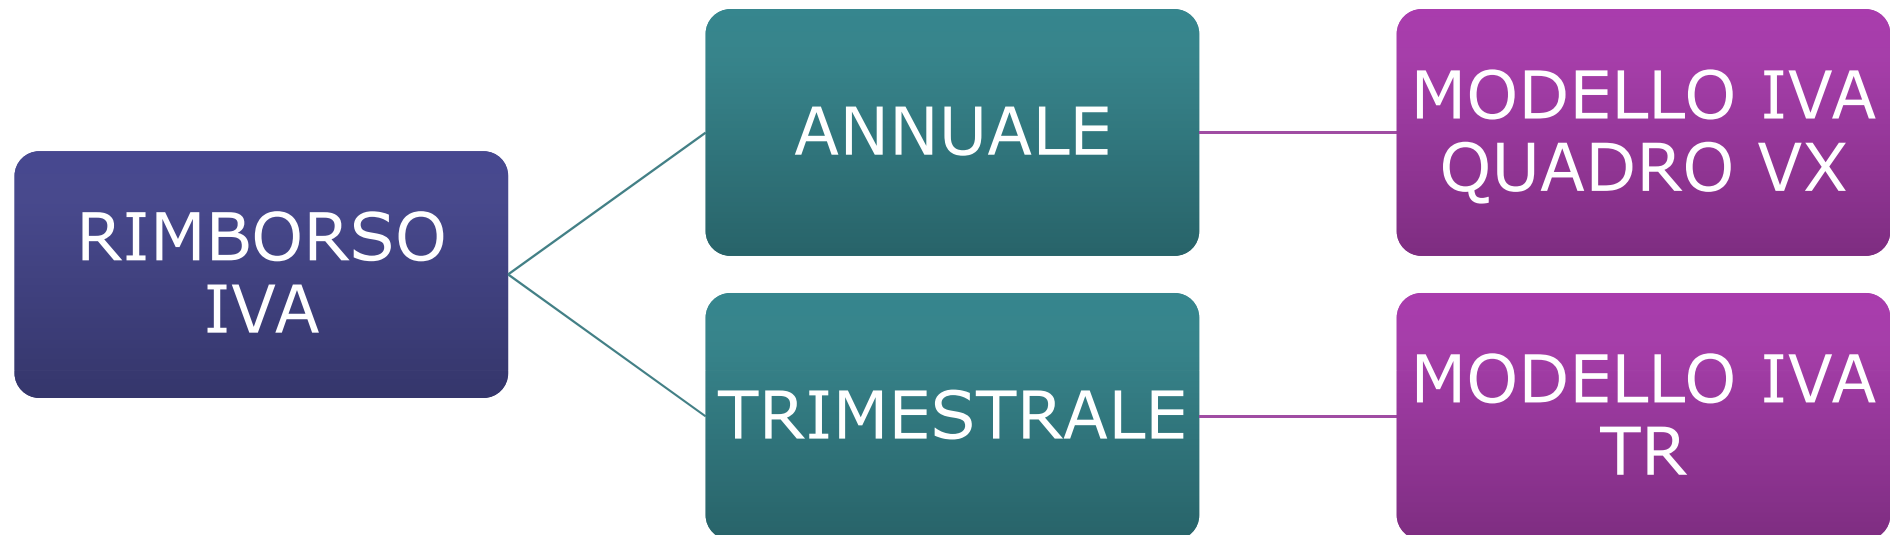 RIMBORSO
IVA
ANNUALE
MODELLO IVA
QUADRO VX
TRIMESTRALE
MODELLO IVA
TR